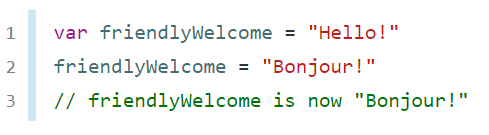 1 var friendlyWelcome = "Hello!"
2 friendlyWelcome = "Bonjour!"
3 // friendlyWelcome is now "Bonjour!"